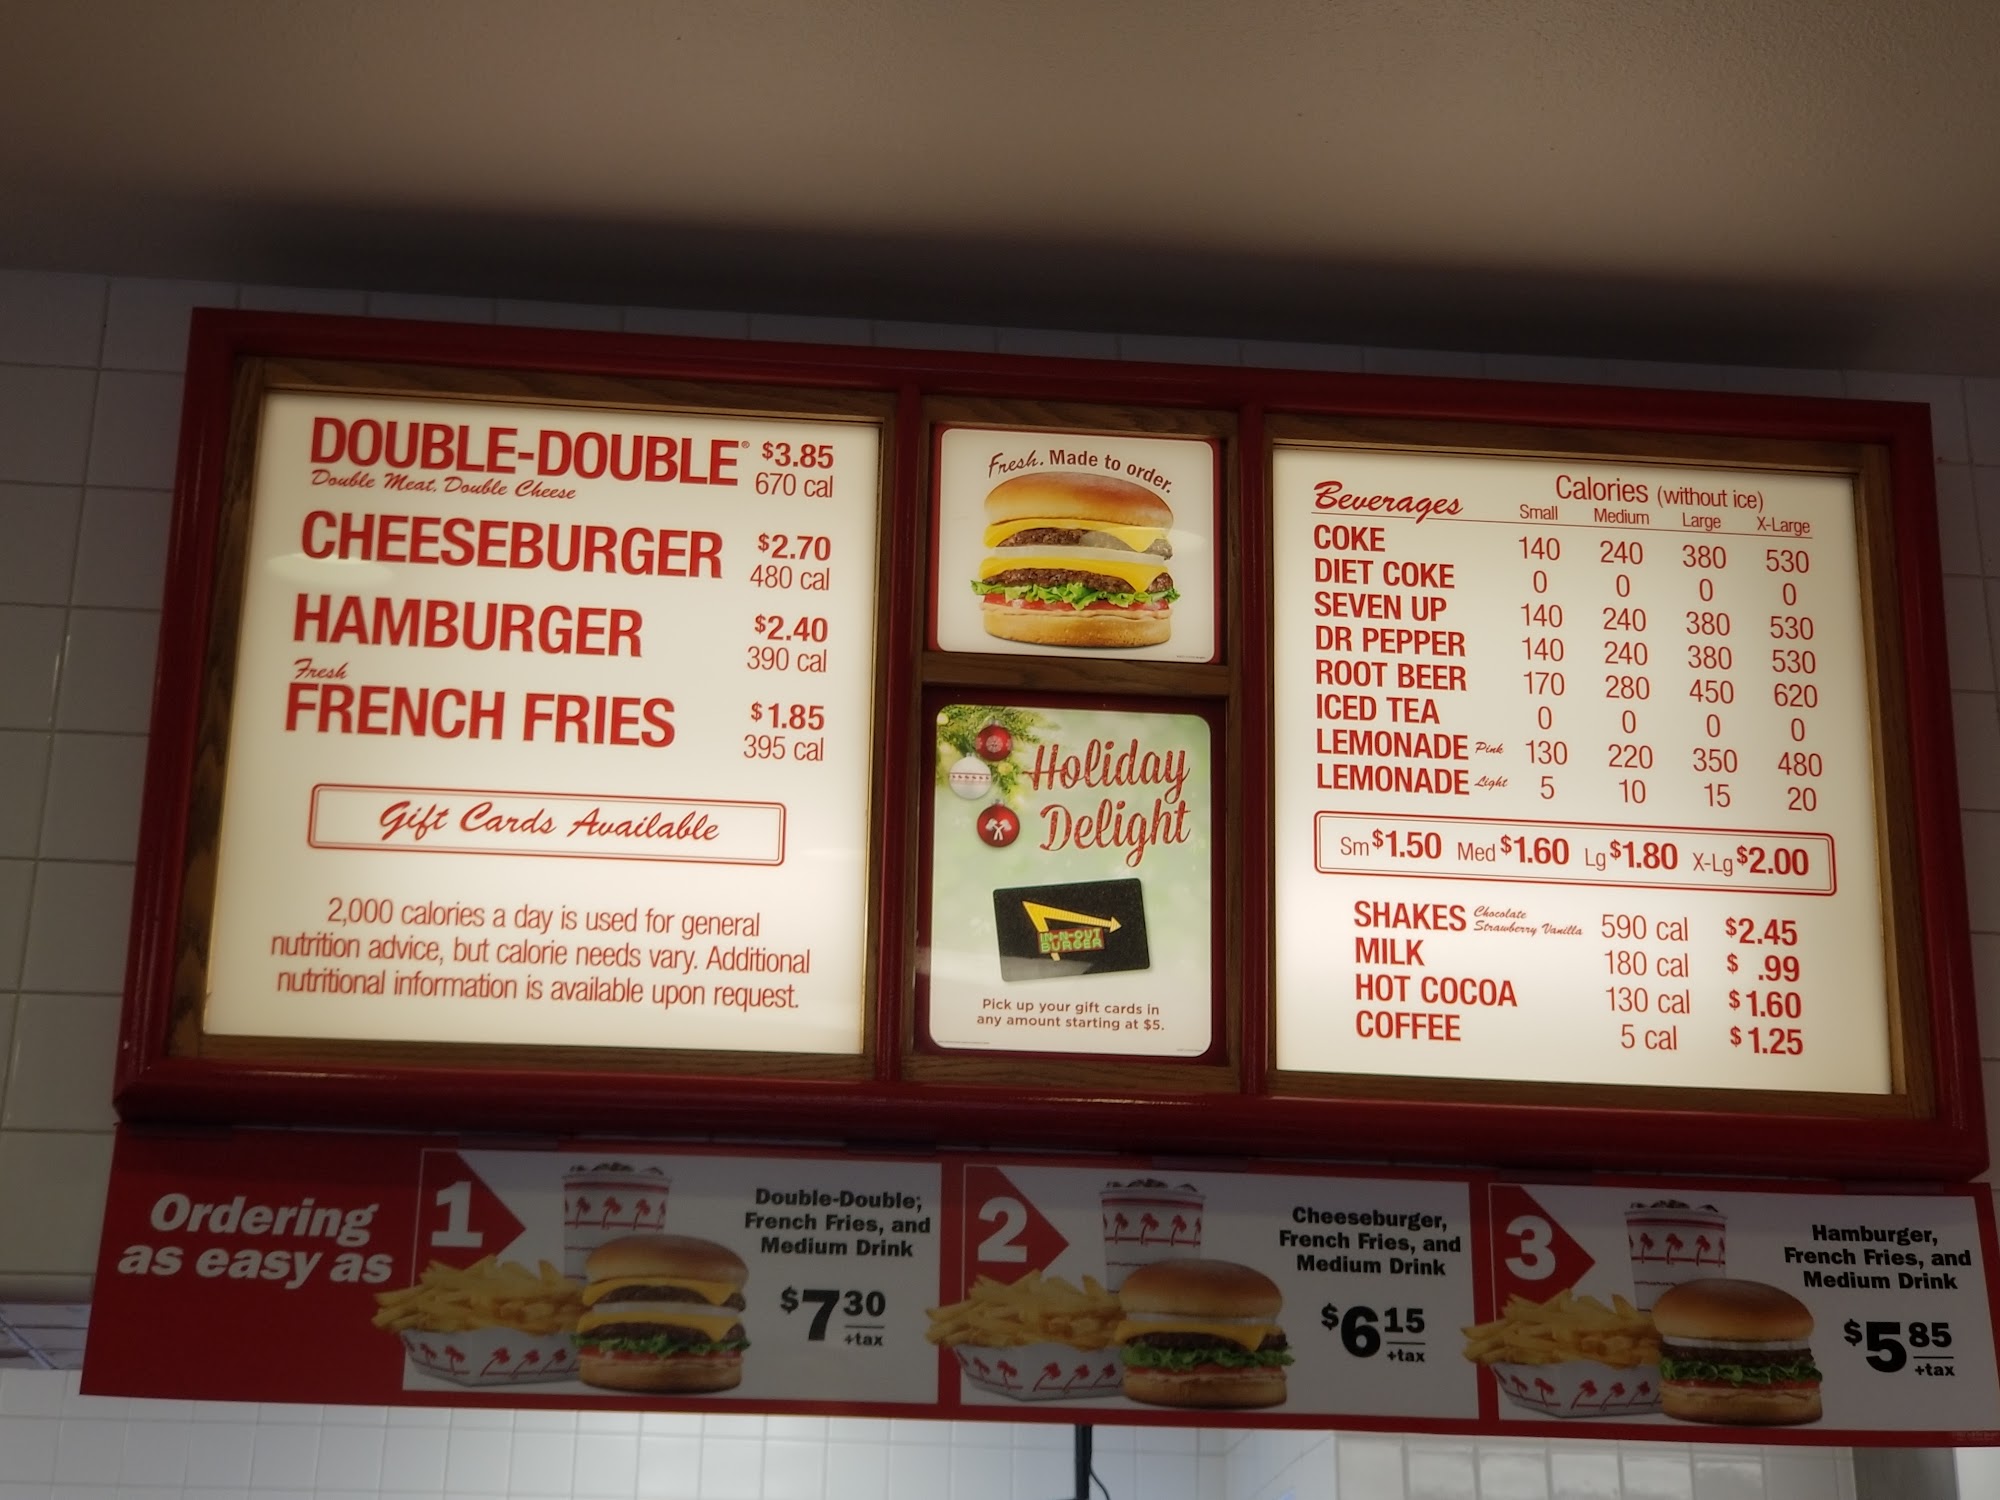 DOUBLE-DOUBLE® $3.85
Double Meat. Double Cheese 670 cal
CHEESEBURGER $2.70
480 cal
HAMBURGER $2.40
390 cal
Fresh
FRENCH FRIES $1.85
395 cal
Gift Cards Available
2,000 calories a day is used for general
nutrition advice, but calorie needs vary. Additional
nutritional information is available upon request.
Fresh. Made to order.
Holiday
Delight
IN-N-OUT
BURGER
Pick up your gift cards in
any amount starting at $5.
Beverages Calories (without ice)
Small Medium Large X-Large
COKE 140 240 380 530
DIET COKE 0 0 0 0
SEVEN UP 140 240 380 530
DR PEPPER 140 240 380 530
ROOT BEER 170 280 450 620
ICED TEA 0 0 0 0
LEMONADE Pink 130 220 350 480
LEMONADE Light 5 10 15 20
Sm $1.50 Med $1.60 Lg $1.80 X-Lg $2.00
SHAKES Chocolate Strawberry Vanilla 590 cal $2.45
MILK 180 cal $ .99
HOT COCOA 130 cal $1.60
COFFEE 5 cal $1.25
Ordering
as easy as
1
Double-Double,
French Fries, and
Medium Drink
$7 30
+tax
2
Cheeseburger,
French Fries, and
Medium Drink
$6 15
+tax
3
Hamburger,
French Fries, and
Medium Drink
$5 85
+tax